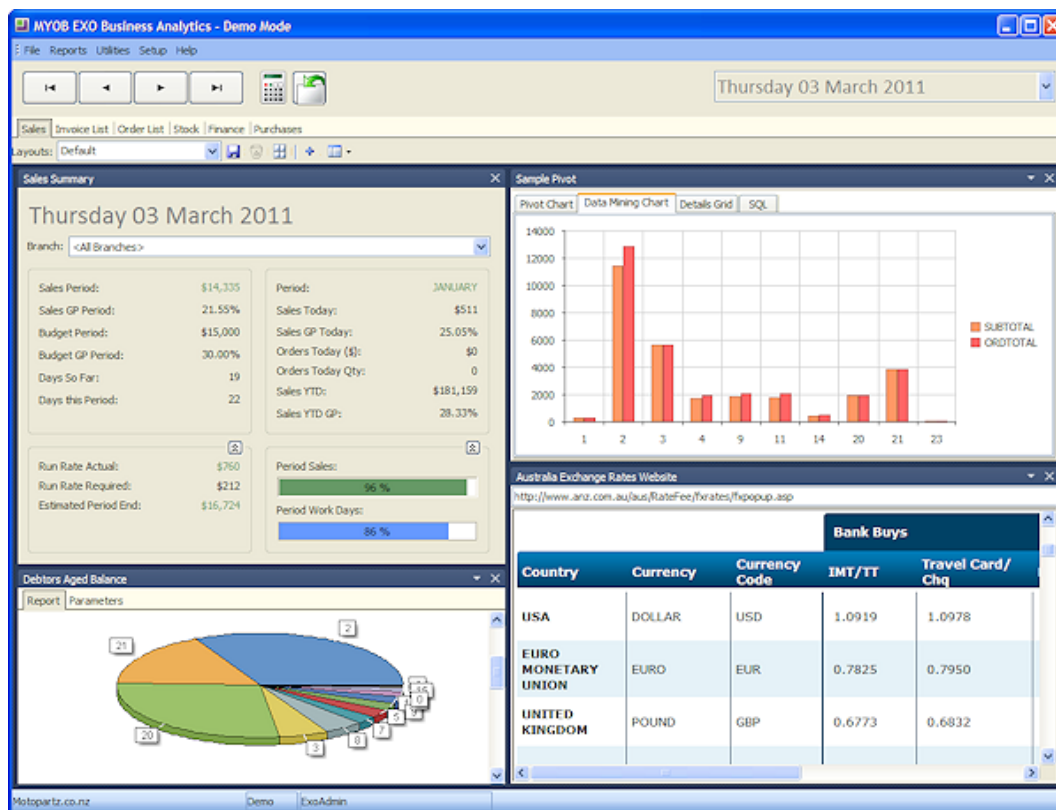 MYOB EXO Business Analytics - Demo Mode
File Reports Utilities Setup Help
Thursday 03 March 2011
Sales Invoice List Order List Stock Finance Purchases
Layouts: Default
Sales Summary
Thursday 03 March 2011
Branch: <All Branches>
Sales Period: $14,335
Sales GP Period: 21.55%
Budget Period: $15,000
Budget GP Period: 30.00%
Days So Far: 19
Days this Period: 22
Period: JANUARY
Sales Today: $511
Sales GP Today: 25.05%
Orders Today ($): $0
Orders Today Qty: 0
Sales YTD: $181,159
Sales YTD GP: 28.33%
Run Rate Actual: $760
Run Rate Required: $212
Estimated Period End: $16,724
Period Sales:
96 %
Period Work Days:
86 %
Debtors Aged Balance
Report Parameters
2
21
20
3
8
7
5
Sample Pivot
Pivot Chart Data Mining Chart Details Grid SQL
14000
12000
10000
8000
6000
4000
2000
0
1 2 3 4 9 11 14 20 21 23
SUBTOTAL
ORDTOTAL
Australia Exchange Rates Website
http://www.anz.com.au/aus/RateFee/fxrates/fxpopup.asp
Bank Buys
Country Currency Currency Code IMT/TT Travel Card/ Chq
USA DOLLAR USD 1.0919 1.0978
EURO MONETARY UNION EURO EUR 0.7825 0.7950
UNITED KINGDOM POUND GBP 0.6773 0.6832
Motopartz.co.nz Demo ExoAdmin